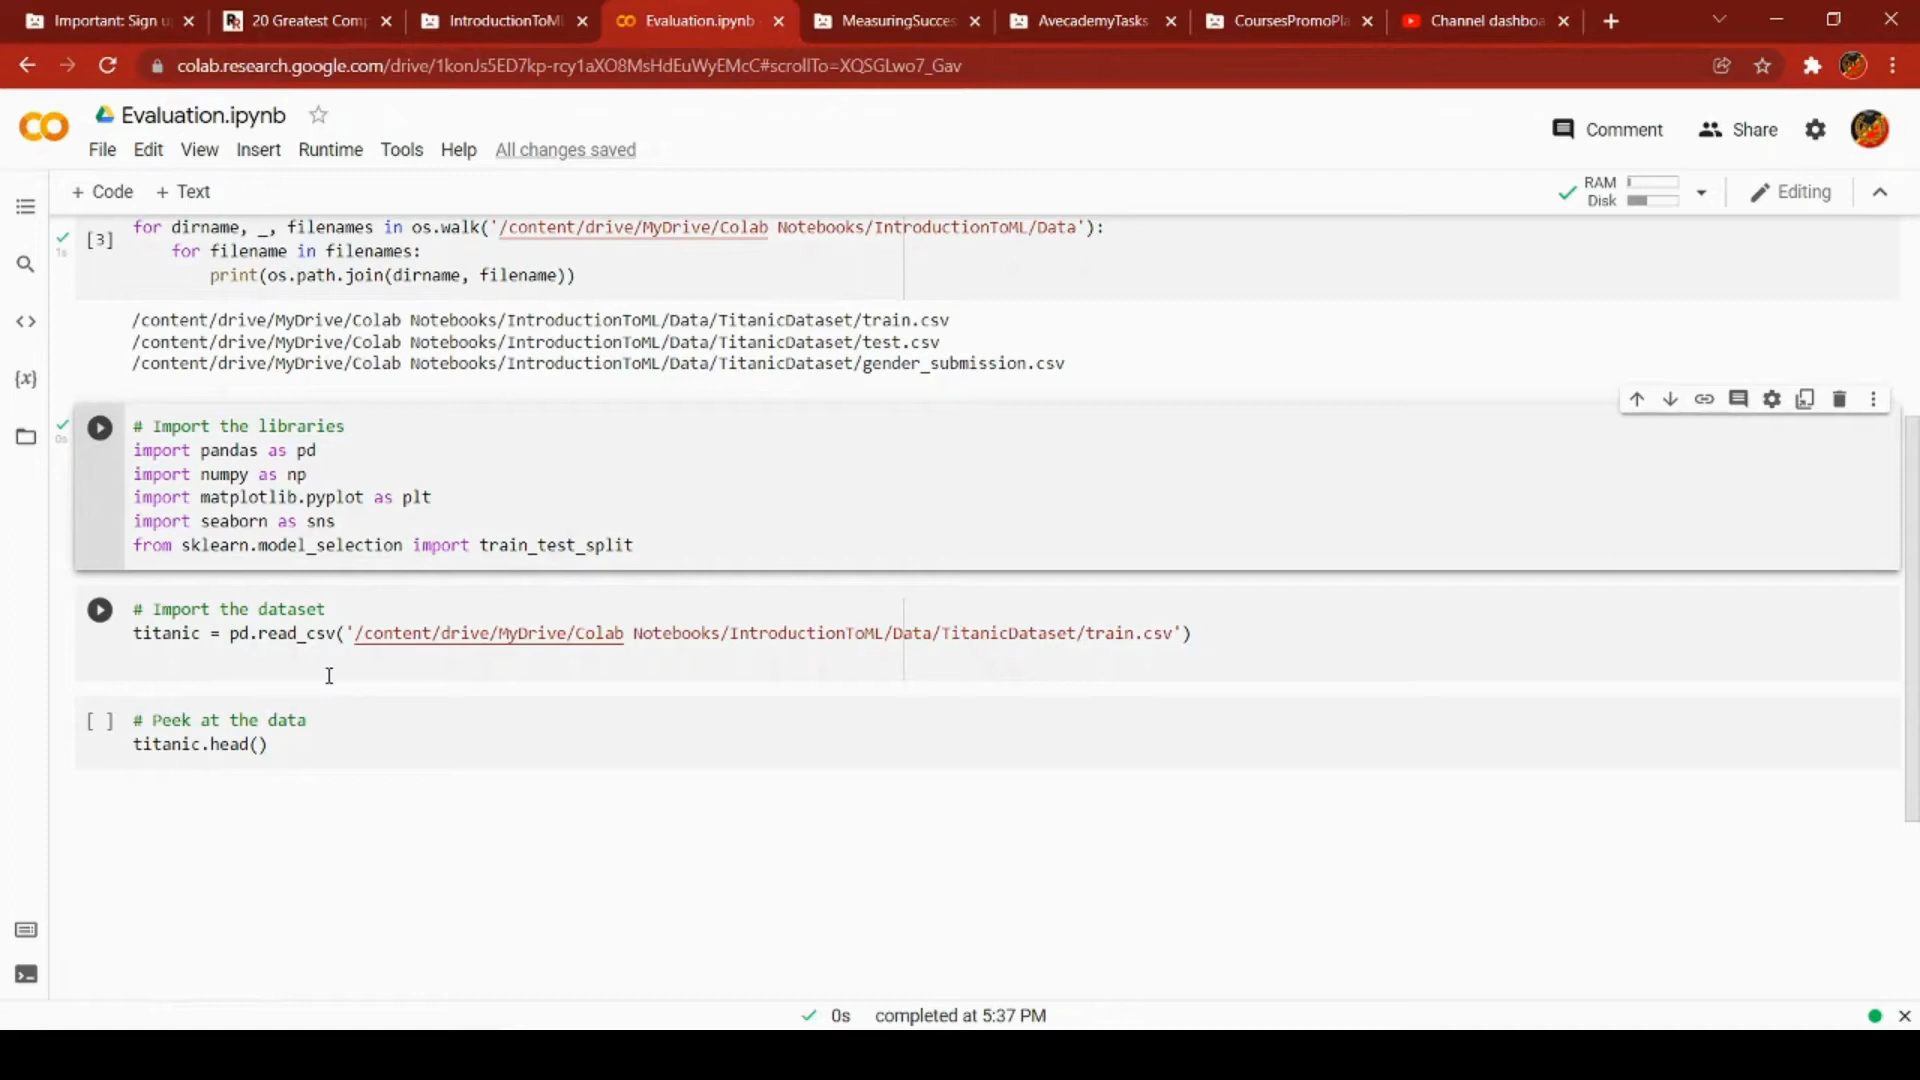 Important: Sign u
20 Greatest Comp
IntroductionToML
Evaluation.ipynb
MeasuringSucces
AvecademyTasks
CoursesPromoPla
Channel dashboa
colab.research.google.com/drive/1konJs5ED7kp-rcy1aXO8MsHdEuWyEMcC#scrollTo=XQSGLwo7_Gav
Evaluation.ipynb
Comment
Share
File Edit View Insert Runtime Tools Help All changes saved
+ Code + Text
RAM
Disk
Editing
for dirname, _, filenames in os.walk('/content/drive/MyDrive/Colab Notebooks/IntroductionToML/Data'):
[3]
1s
for filename in filenames:
print(os.path.join(dirname, filename))
/content/drive/MyDrive/Colab Notebooks/IntroductionToML/Data/TitanicDataset/train.csv
/content/drive/MyDrive/Colab Notebooks/IntroductionToML/Data/TitanicDataset/test.csv
/content/drive/MyDrive/Colab Notebooks/IntroductionToML/Data/TitanicDataset/gender_submission.csv
0s
# Import the libraries
import pandas as pd
import numpy as np
import matplotlib.pyplot as plt
import seaborn as sns
from sklearn.model_selection import train_test_split
# Import the dataset
titanic = pd.read_csv('/content/drive/MyDrive/Colab Notebooks/IntroductionToML/Data/TitanicDataset/train.csv')
[ ] # Peek at the data
titanic.head()
0s completed at 5:37 PM